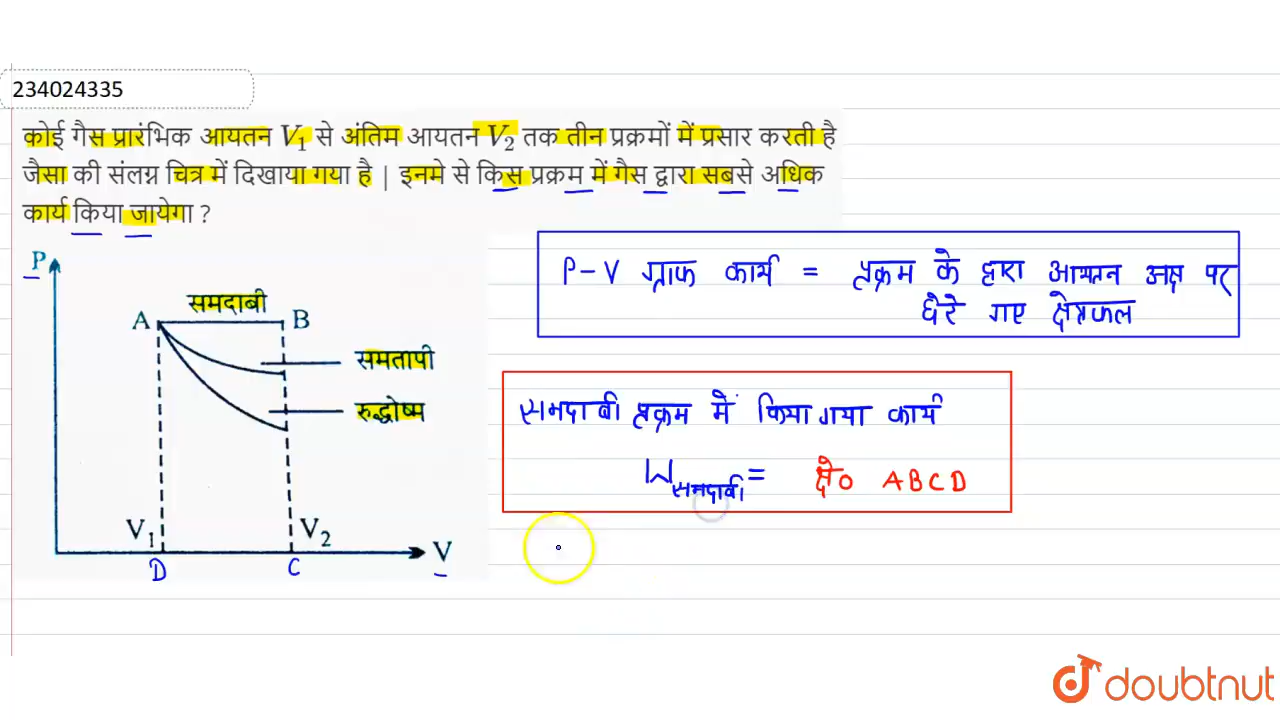 234024335
कोई गैस प्रारंभिक आयतन V₁ से अंतिम आयतन V₂ तक तीन प्रक्रमों में प्रसार करती है
जैसा की संलग्न चित्र में दिखाया गया है | इनमे से किस प्रक्रम में गैस द्वारा सबसे अधिक
कार्य किया जायेगा ?
P
समदाबी
A
B
समतापी
रुद्धोष्म
V₁
V₂
V
D
C
P-V ग्राफ कार्य = प्रक्रम के द्वारा आयतन अक्ष पर
घेरे गए क्षेत्रफल
समदाबी प्रक्रम में किया गया कार्य
W समदाबी = क्षे० ABCD
doubtnut